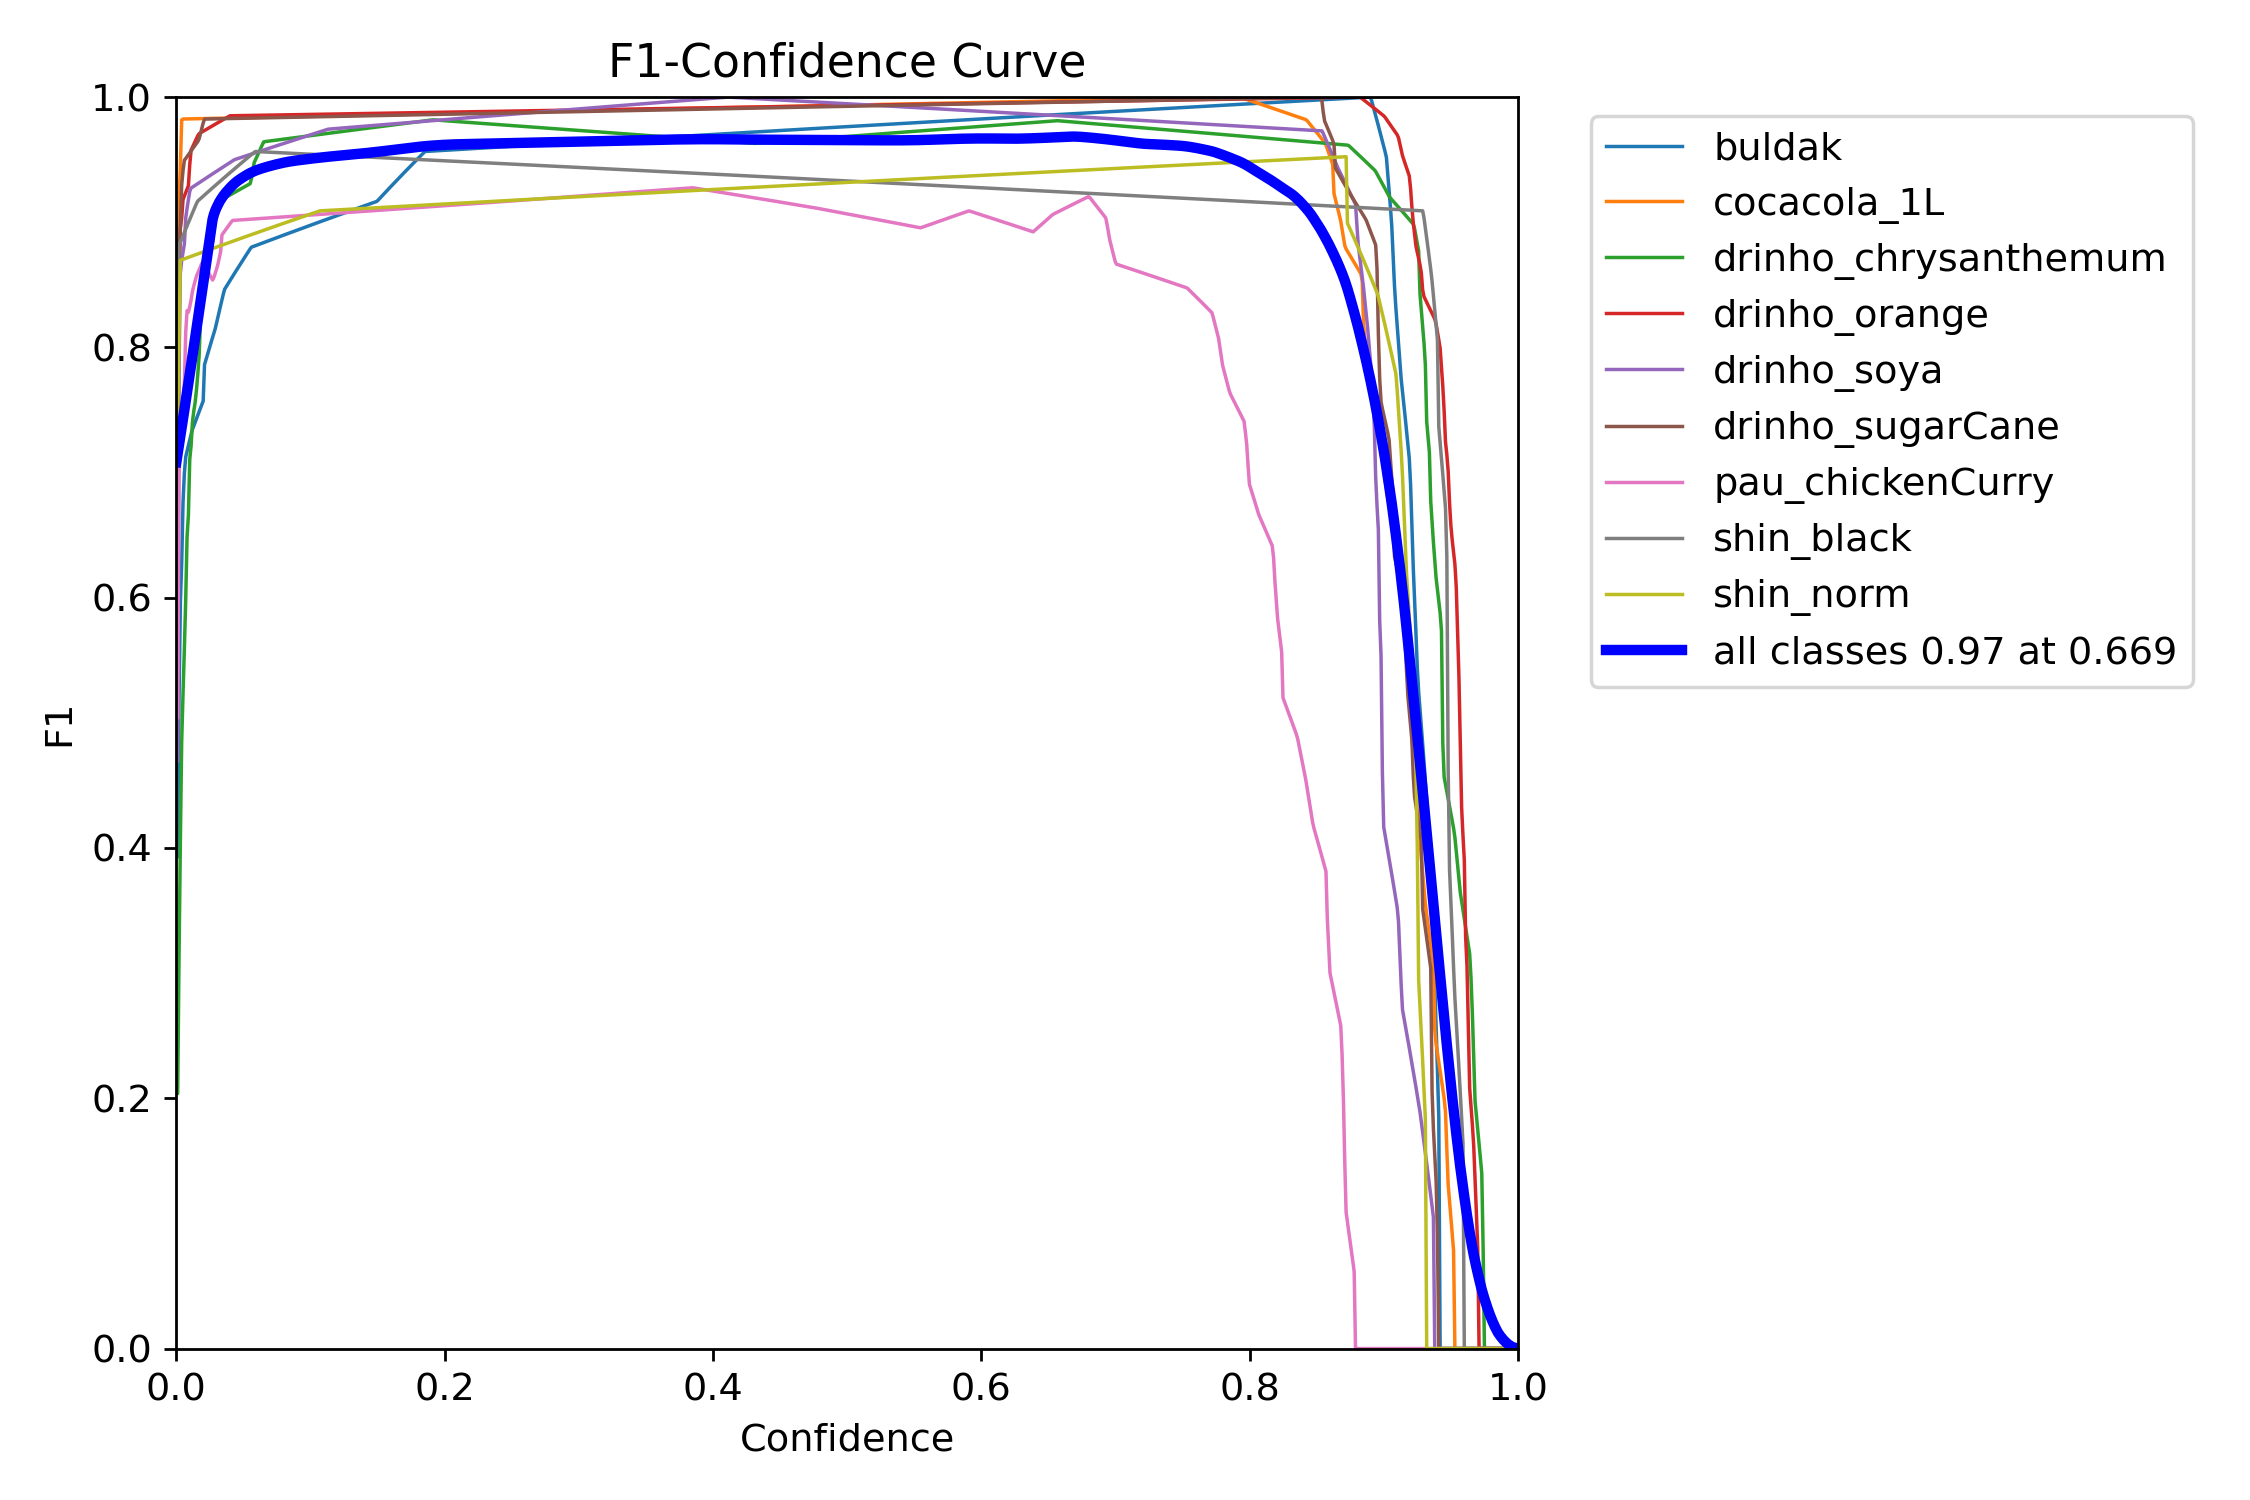 F1-Confidence Curve
1.0
0.8
0.6
0.4
0.2
0.0
F1
0.0 0.2 0.4 0.6 0.8 1.0
Confidence
buldak
cocacola_1L
drinho_chrysanthemum
drinho_orange
drinho_soya
drinho_sugarCane
pau_chickenCurry
shin_black
shin_norm
all classes 0.97 at 0.669